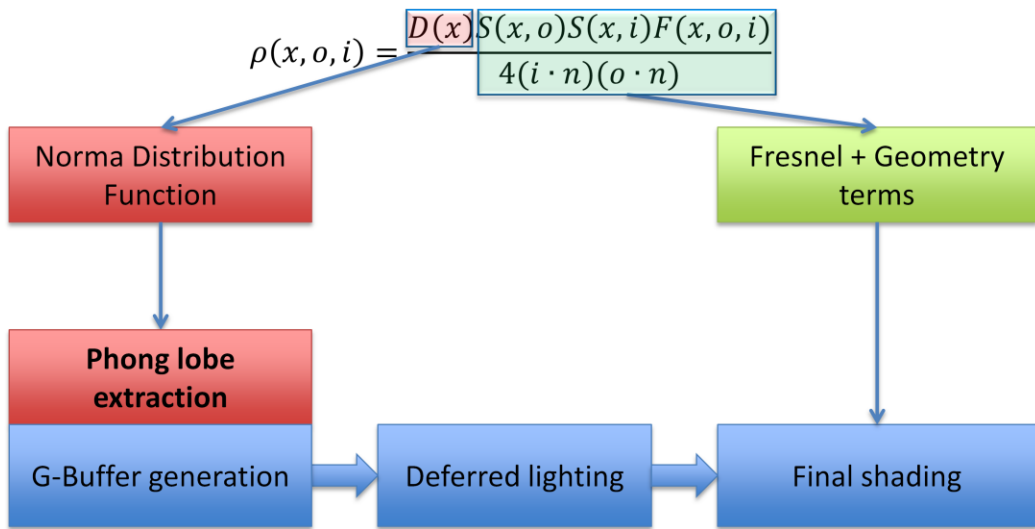 ρ(x, o, i) = D(x)S(x, o)S(x, i)F(x, o, i)
4(i · n)(o · n)
Norma Distribution
Function
Fresnel + Geometry
terms
Phong lobe
extraction
G-Buffer generation
Deferred lighting
Final shading